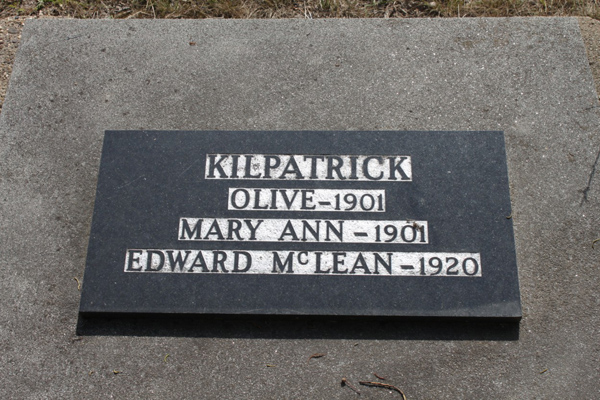 KILPATRICK
OLIVE-1901
MARY ANN-1901
EDWARD McLEAN-1920